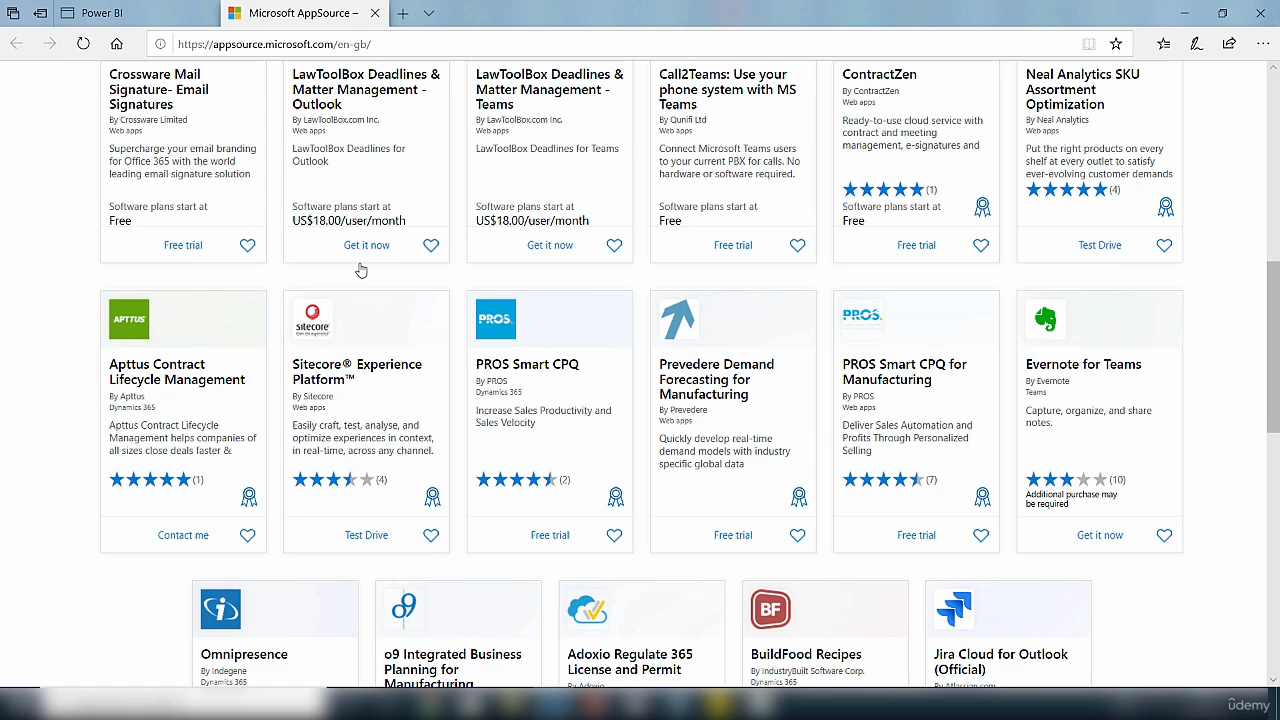 Power BI
Microsoft AppSource –
https://appsource.microsoft.com/en-gb/
Crossware Mail
Signature- Email
Signatures
By Crossware Limited
Web apps
Supercharge your email branding
for Office 365 with the world
leading email signature solution
Software plans start at
Free
Free trial
LawToolBox Deadlines &
Matter Management -
Outlook
By LawToolBox.com Inc.
Web apps
LawToolBox Deadlines for
Outlook
Software plans start at
US$18.00/user/month
Get it now
LawToolBox Deadlines &
Matter Management -
Teams
By LawToolBox.com Inc.
Web apps
LawToolBox Deadlines for Teams
Software plans start at
US$18.00/user/month
Get it now
Call2Teams: Use your
phone system with MS
Teams
By Qunifi Ltd
Web apps
Connect Microsoft Teams
users to your current PBX for calls. No
hardware or software required.
Software plans start at
Free
Free trial
ContractZen
By ContractZen
Web apps
Ready-to-use cloud service with
contract and meeting
management, e-signatures and
(1)
Software plans start at
Free
Free trial
Neal Analytics SKU
Assortment
Optimization
By Neal Analytics
Web apps
Put the right products on every
shelf at every outlet to satisfy
ever-evolving customer demands
(4)
Test Drive
APTTUS
Apttus Contract
Lifecycle Management
By Apttus
Dynamics 365
Apttus Contract Lifecycle
Management helps companies of
all sizes close deals faster &
(1)
Contact me
sitecore
Sitecore® Experience
Platform™
By Sitecore
Web apps
Easily craft, test, analyse, and
optimize experiences in context,
in real-time, across any channel.
(4)
Test Drive
PROS.
PROS Smart CPQ
By PROS
Dynamics 365
Increase Sales Productivity and
Sales Velocity
(2)
Free trial
Prevedere Demand
Forecasting for
Manufacturing
By Prevedere
Web apps
Quickly develop real-time
demand models with industry
specific global data
Free trial
PROS.
PROS Smart CPQ for
Manufacturing
By PROS
Web apps
Deliver Sales Automation and
Profits Through Personalized
Selling
(7)
Free trial
Evernote for Teams
By Evernote
Teams
Capture, organize, and share
notes.
(10)
Additional purchase may
be required
Get it now
Omnipresence
By Indegene
Dynamics 365
o9
o9 Integrated Business
Planning for
Manufacturing
Adoxio Regulate 365
License and Permit
By Adoxio
BF
BuildFood Recipes
By IndustryBuilt Software Corp.
Dynamics 365
Jira Cloud for Outlook
(Official)
By Atlassian.com
ûdemy